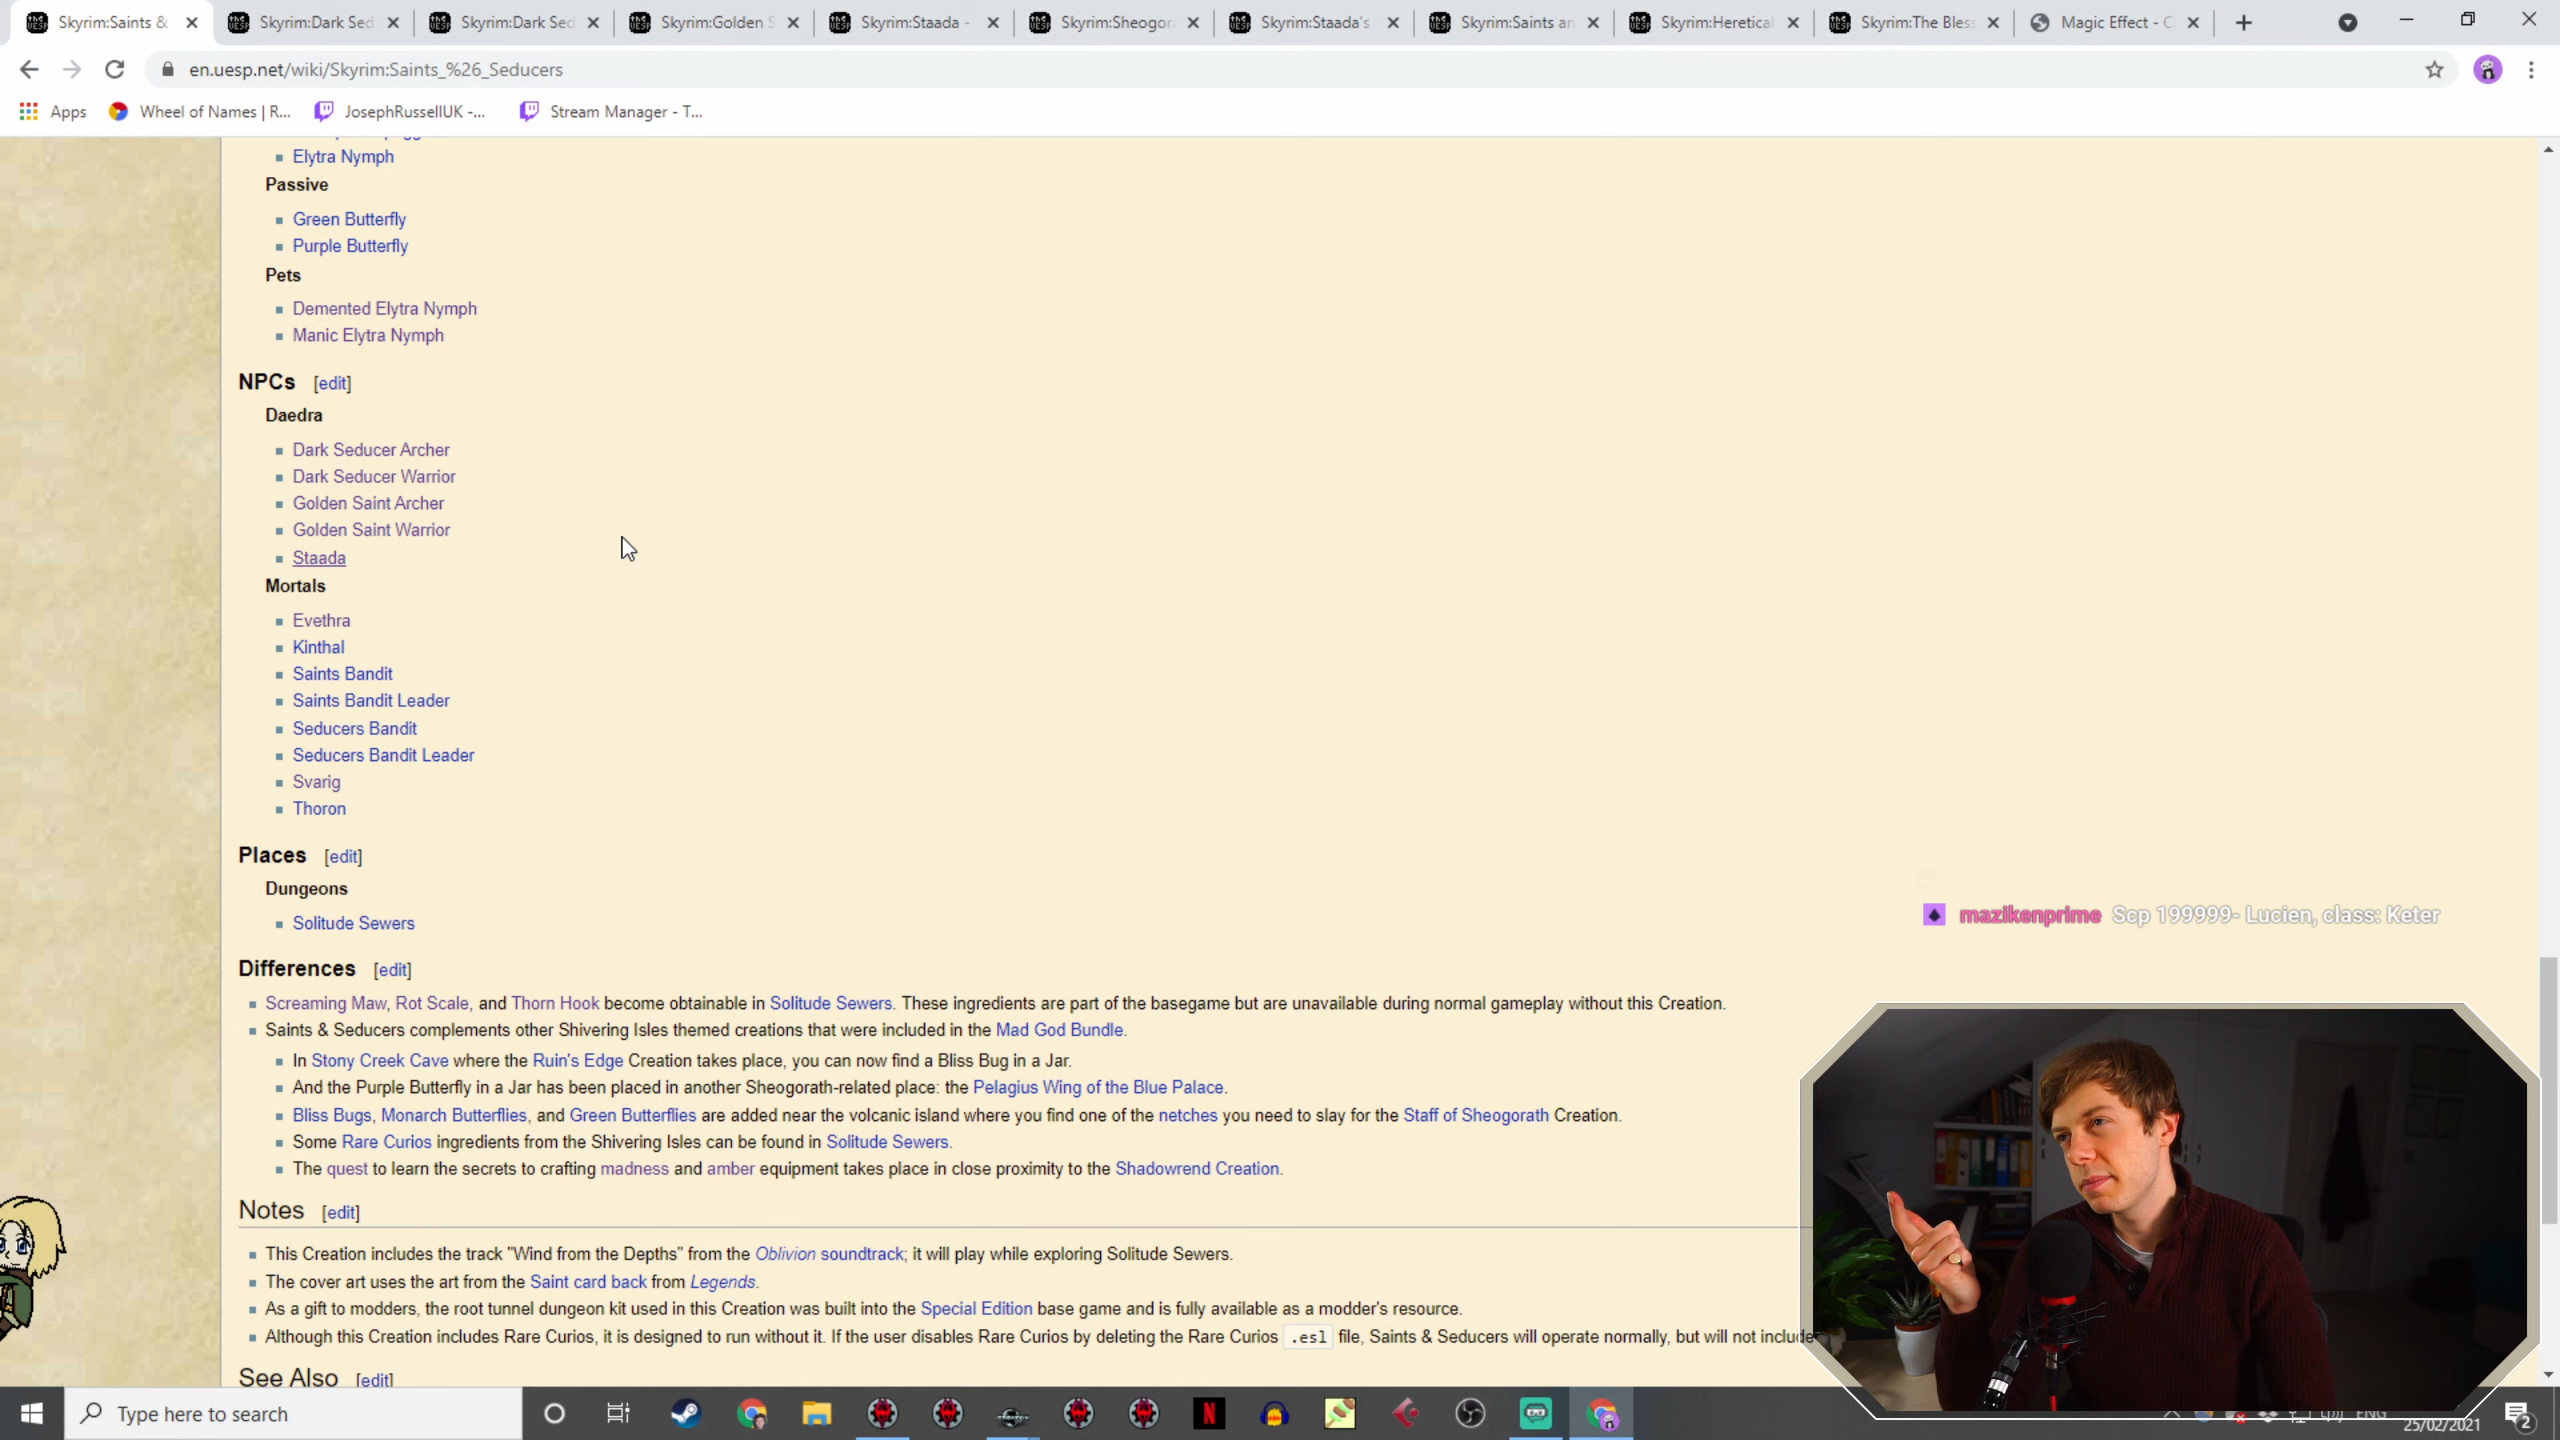 Skyrim:Saints &
Skyrim:Dark Sed
Skyrim:Dark Sed
Skyrim:Golden S
Skyrim:Staada -
Skyrim:Sheogor
Skyrim:Staada's
Skyrim:Saints an
Skyrim:Heretical
Skyrim:The Bles
Magic Effect - C
en.uesp.net/wiki/Skyrim:Saints_%26_Seducers
Apps
Wheel of Names | R...
JosephRussellUK -...
Stream Manager - T...
Elytra Nymph
Passive
Green Butterfly
Purple Butterfly
Pets
Demented Elytra Nymph
Manic Elytra Nymph
NPCs [edit]
Daedra
Dark Seducer Archer
Dark Seducer Warrior
Golden Saint Archer
Golden Saint Warrior
Staada
Mortals
Evethra
Kinthal
Saints Bandit
Saints Bandit Leader
Seducers Bandit
Seducers Bandit Leader
Svarig
Thoron
Places [edit]
Dungeons
Solitude Sewers
mazikenprime Scp 199999- Lucien, class: Keter
Differences [edit]
Screaming Maw, Rot Scale, and Thorn Hook become obtainable in Solitude Sewers. These ingredients are part of the basegame but are unavailable during normal gameplay without this Creation.
Saints & Seducers complements other Shivering Isles themed creations that were included in the Mad God Bundle.
In Stony Creek Cave where the Ruin's Edge Creation takes place, you can now find a Bliss Bug in a Jar.
And the Purple Butterfly in a Jar has been placed in another Sheogorath-related place: the Pelagius Wing of the Blue Palace.
Bliss Bugs, Monarch Butterflies, and Green Butterflies are added near the volcanic island where you find one of the netches you need to slay for the Staff of Sheogorath Creation.
Some Rare Curios ingredients from the Shivering Isles can be found in Solitude Sewers.
The quest to learn the secrets to crafting madness and amber equipment takes place in close proximity to the Shadowrend Creation.
Notes [edit]
This Creation includes the track "Wind from the Depths" from the Oblivion soundtrack; it will play while exploring Solitude Sewers.
The cover art uses the art from the Saint card back from Legends.
As a gift to modders, the root tunnel dungeon kit used in this Creation was built into the Special Edition base game and is fully available as a modder's resource.
Although this Creation includes Rare Curios, it is designed to run without it. If the user disables Rare Curios by deleting the Rare Curios .esl file, Saints & Seducers will operate normally, but will not include
See Also [edit]
Type here to search
ENG
25/02/2021
2